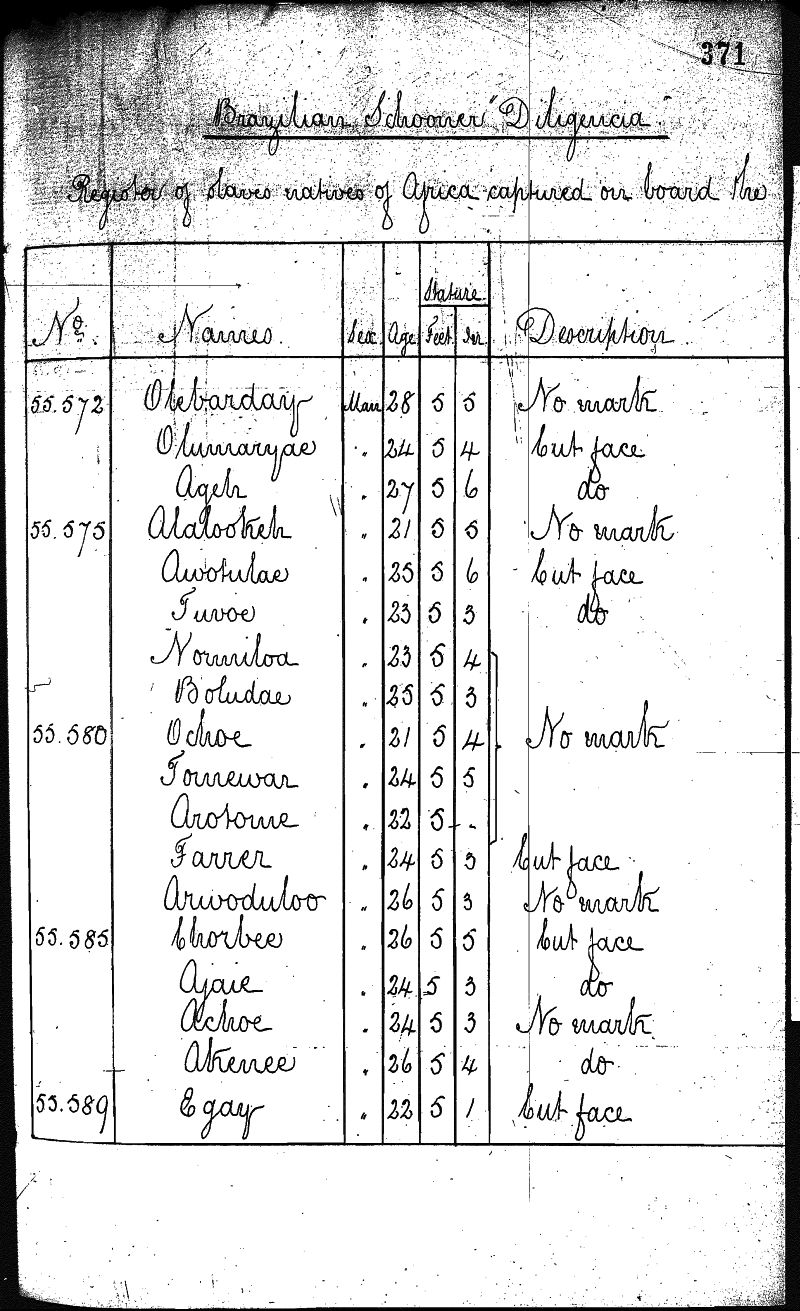 371
Brazilian Schooner "Diligencia"
Register of slaves natives of Africa captured on board the
Stature
No. Names. Sex Age Feet In Description
55.572 Olebarday Man 28 5 5 No mark
Olumaryae " 24 5 4 Cut face
Ageh " 27 5 6 do
55.575 Alalookeh " 21 5 5 No mark
Awotulae " 25 5 6 Cut face
Tuvoe " 23 5 3 do
Normiloa " 23 5 4
Boludae " 25 5 3
55.580 Ochoe " 21 5 4 No mark
Tomewar " 24 5 5
Arotome " 22 5 -
Farrer " 24 5 3 Cut face
Arwoduloo " 26 5 3 No mark
55.585 Chorbee " 26 5 5 Cut face
Ajaie " 24 5 3 do
Achoe " 24 5 3 No mark
Akenee " 26 5 4 do
55.589 Egay " 22 5 1 Cut face